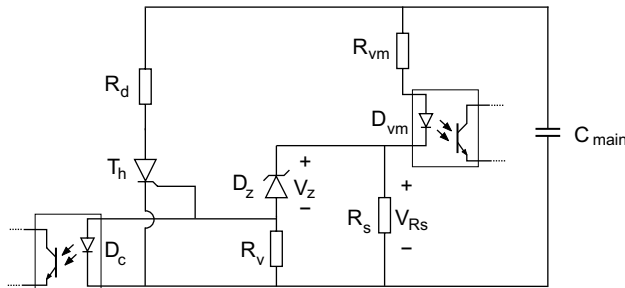 R_vm
R_d
D_vm
C_main
T_h
D_z
+
V_z
−
R_s
+
V_Rs
−
D_c
R_v